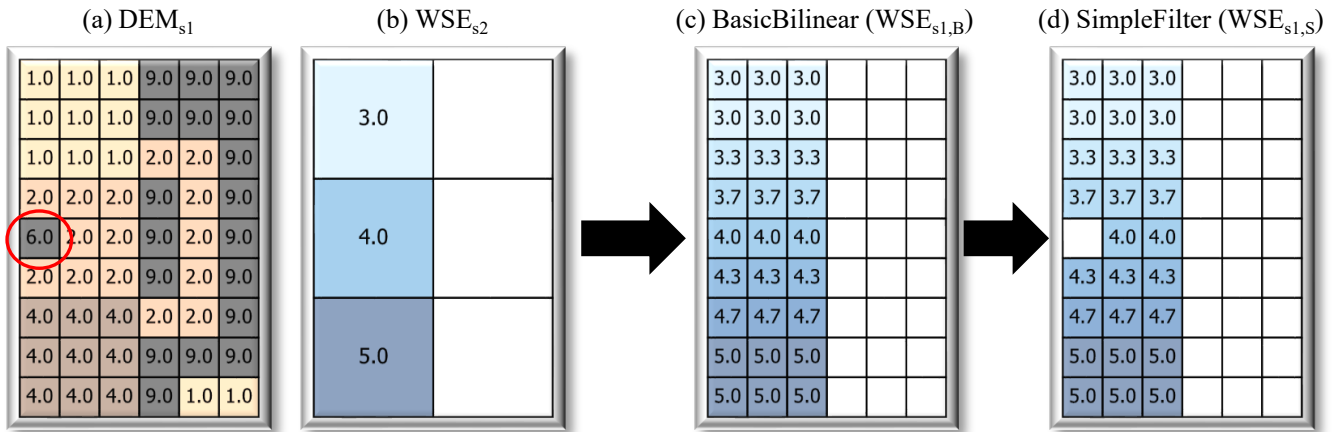 (a) DEMs1 (b) WSEs2 (c) BasicBilinear (WSEs1,B) (d) SimpleFilter (WSEs1,S)
1.0 1.0 1.0 9.0 9.0 9.0
1.0 1.0 1.0 9.0 9.0 9.0
1.0 1.0 1.0 2.0 2.0 9.0
2.0 2.0 2.0 9.0 2.0 9.0
6.0 2.0 2.0 9.0 2.0 9.0
2.0 2.0 2.0 9.0 2.0 9.0
4.0 4.0 4.0 2.0 2.0 9.0
4.0 4.0 4.0 9.0 9.0 9.0
4.0 4.0 4.0 9.0 1.0 1.0
3.0
4.0
5.0
3.0 3.0 3.0
3.0 3.0 3.0
3.3 3.3 3.3
3.7 3.7 3.7
4.0 4.0 4.0
4.3 4.3 4.3
4.7 4.7 4.7
5.0 5.0 5.0
5.0 5.0 5.0
3.0 3.0 3.0
3.0 3.0 3.0
3.3 3.3 3.3
3.7 3.7 3.7
4.0 4.0
4.3 4.3 4.3
4.7 4.7 4.7
5.0 5.0 5.0
5.0 5.0 5.0